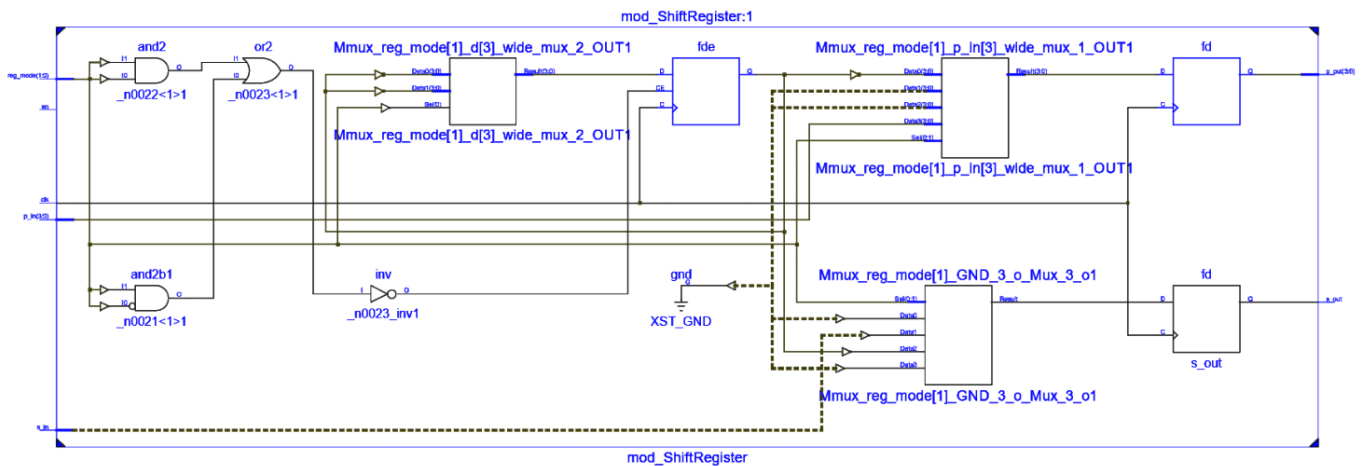 mod_ShiftRegister:1
and2
or2
Mmux_reg_mode[1]_d[3]_wide_mux_2_OUT1
fde
Mmux_reg_mode[1]_p_in[3]_wide_mux_1_OUT1
fd
I1
I0
O
I1
I2
O
Data0(3:0)
Data1(3:0)
Sel(0)
Result(3:0)
D
CE
C
Q
Data0(3:0)
Data1(3:0)
Data2(3:0)
Data3(3:0)
Sel(0:1)
Result(3:0)
D
C
Q
reg_mode(1:0)
_n0022<1>1
_n0023<1>1
Mmux_reg_mode[1]_d[3]_wide_mux_2_OUT1
Mmux_reg_mode[1]_p_in[3]_wide_mux_1_OUT1
clk
p_in(3:0)
and2b1
inv
gnd
Mmux_reg_mode[1]_GND_3_o_Mux_3_o1
fd
I1
I0
O
I
O
G
Sel(0:1)
Data0
Data1
Data2
Data3
Result
D
C
Q
s_out
_n0021<1>1
_n0023_inv1
XST_GND
s_out
Mmux_reg_mode[1]_GND_3_o_Mux_3_o1
s_in
mod_ShiftRegister